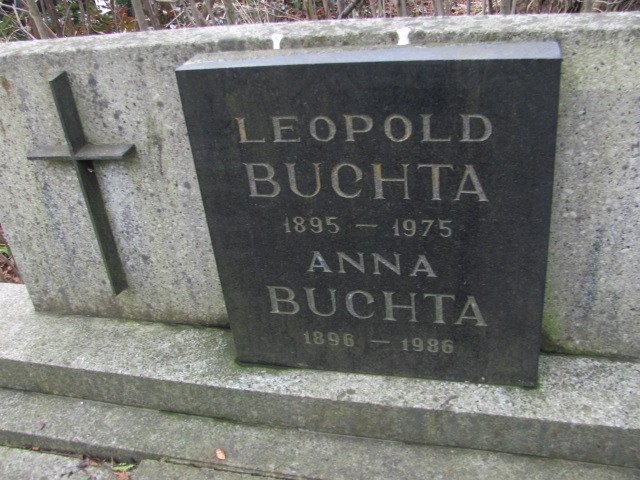 LEOPOLD
BUCHTA
1895 — 1975
ANNA
BUCHTA
1896 — 1986